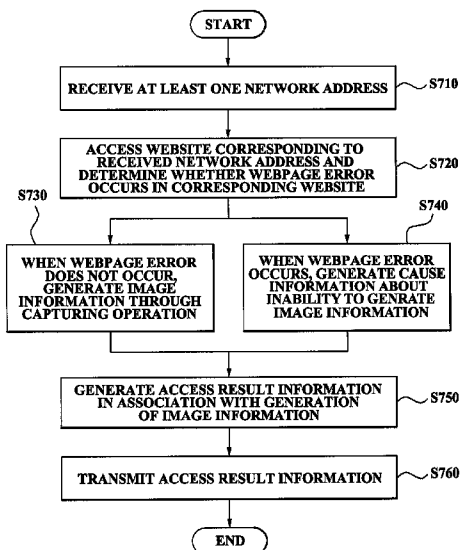 START
RECEIVE AT LEAST ONE NETWORK ADDRESS
S710
ACCESS WEBSITE CORRESPONDING TO
RECEIVED NETWORK ADDRESS AND
DETERMINE WHETHER WEBPAGE ERROR
OCCURS IN CORRESPONDING WEBSITE
S720
S730
WHEN WEBPAGE ERROR
DOES NOT OCCUR,
GENERATE IMAGE
INFORMATION THROUGH
CAPTURING OPERATION
S740
WHEN WEBPAGE ERROR
OCCURS, GENERATE CAUSE
INFORMATION ABOUT
INABILITY TO GENRATE
IMAGE INFORMATION
GENERATE ACCESS RESULT INFORMATION
IN ASSOCIATION WITH GENERATION
OF IMAGE INFORMATION
S750
TRANSMIT ACCESS RESULT INFORMATION
S760
END